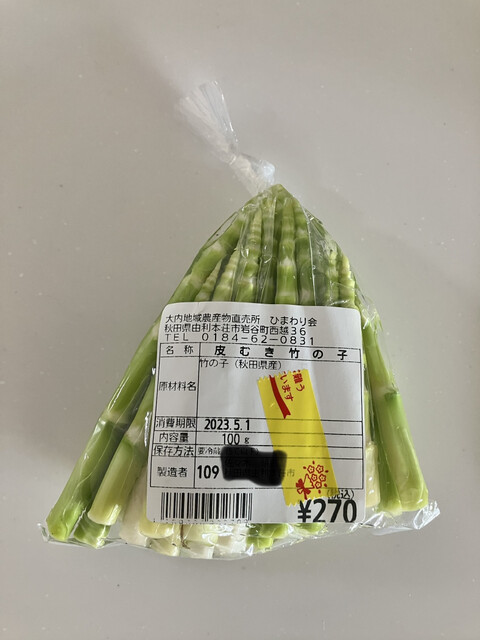 大内地域農産物直売所 ひまわり会
秋田県由利本荘市岩谷町西越36
TEL 0184-62-0831
名称 皮むき竹の子
原材料名 竹の子（秋田県産）
消費期限 2023.5.1
内容量 100g
保存方法
製造者 109
¥270